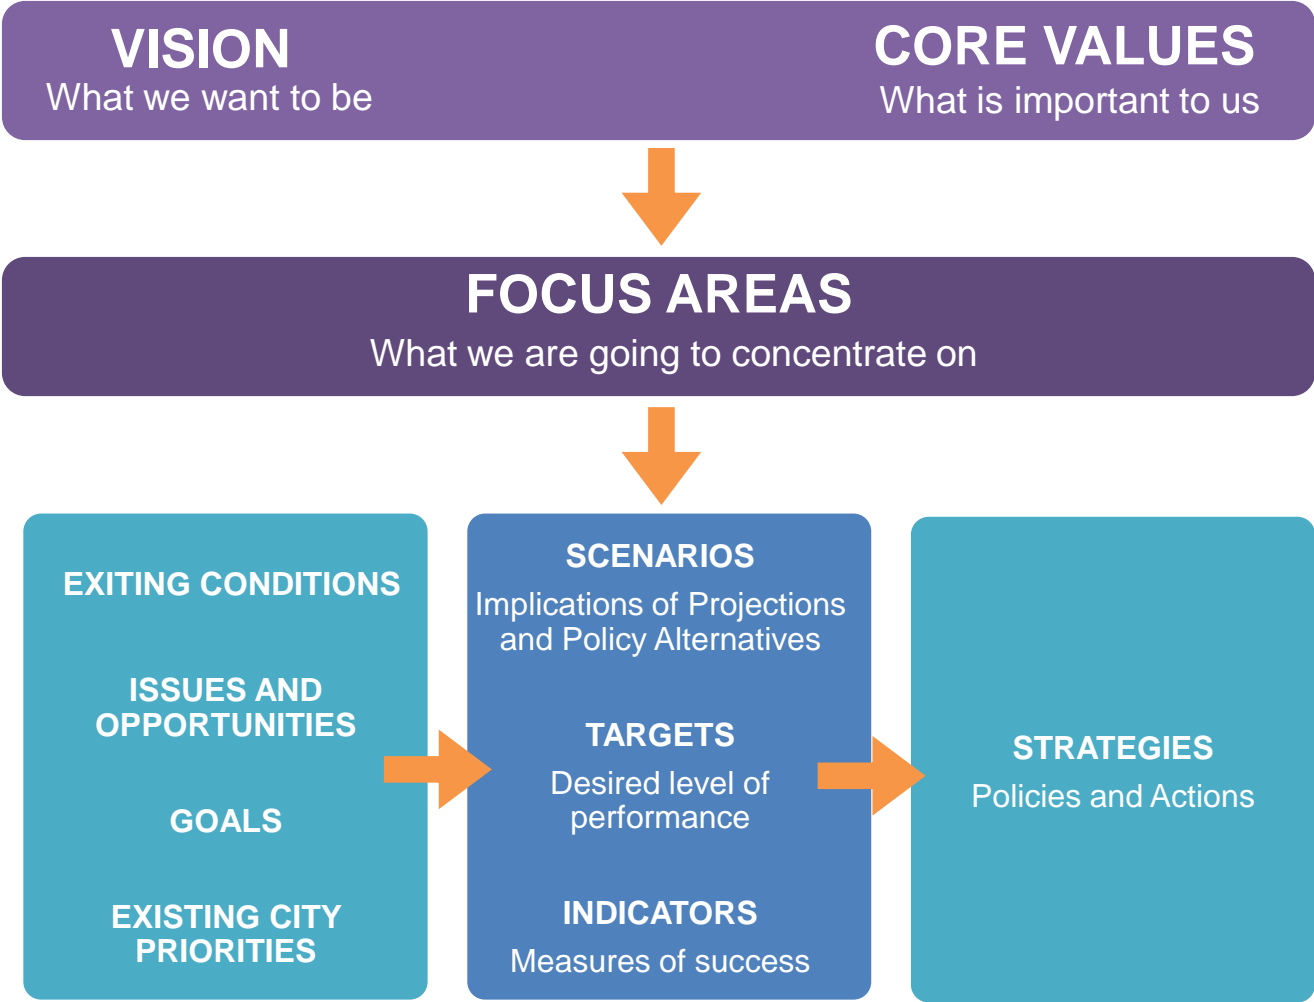 VISION
What we want to be
CORE VALUES
What is important to us
FOCUS AREAS
What we are going to concentrate on
EXITING CONDITIONS
ISSUES AND
OPPORTUNITIES
GOALS
EXISTING CITY
PRIORITIES
SCENARIOS
Implications of Projections
and Policy Alternatives
TARGETS
Desired level of
performance
INDICATORS
Measures of success
STRATEGIES
Policies and Actions